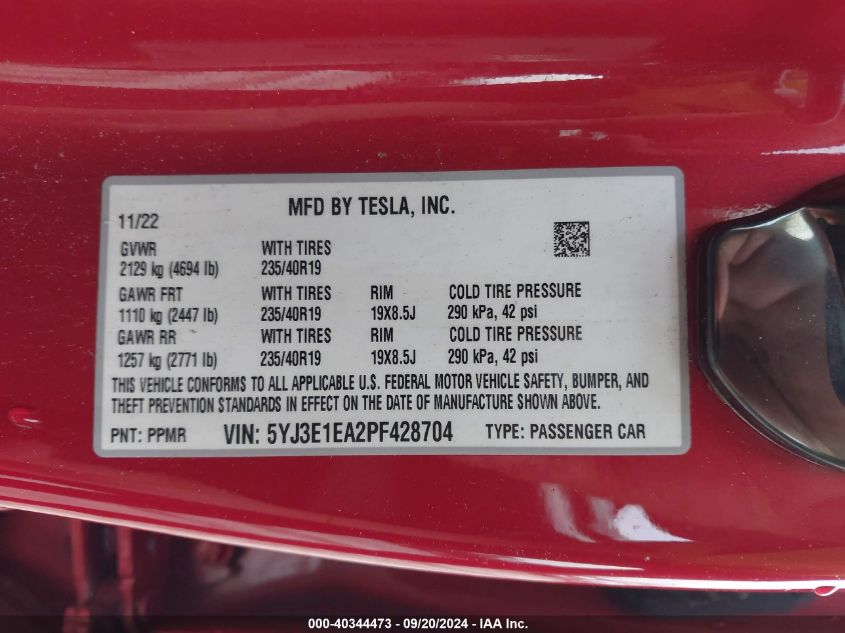 MFD BY TESLA, INC.
11/22
GVWR WITH TIRES
2129 kg (4694 lb) 235/40R19
GAWR FRT WITH TIRES RIM COLD TIRE PRESSURE
1110 kg (2447 lb) 235/40R19 19X8.5J 290 kPa, 42 psi
GAWR RR WITH TIRES RIM COLD TIRE PRESSURE
1257 kg (2771 lb) 235/40R19 19X8.5J 290 kPa, 42 psi
THIS VEHICLE CONFORMS TO ALL APPLICABLE U.S. FEDERAL MOTOR VEHICLE SAFETY, BUMPER, AND
THEFT PREVENTION STANDARDS IN EFFECT ON THE DATE OF MANUFACTURE SHOWN ABOVE.
PNT: PPMR VIN: 5YJ3E1EA2PF428704 TYPE: PASSENGER CAR
000-40344473 - 09/20/2024 - IAA Inc.